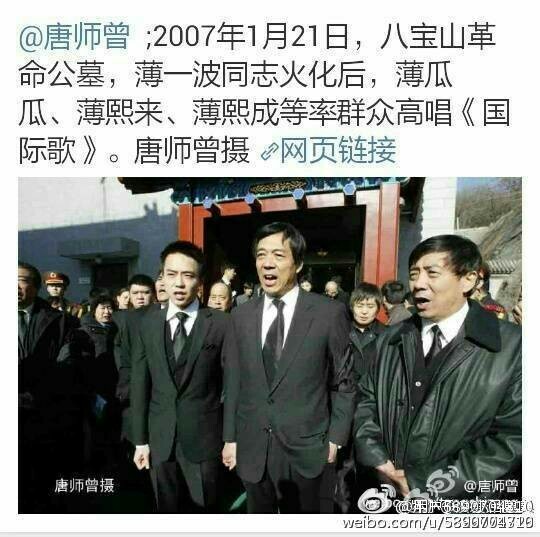 @唐师曾 ;2007年1月21日，八宝山革
命公墓，薄一波同志火化后，薄瓜
瓜、薄熙来、薄熙成等率群众高唱《国
际歌》。唐师曾摄 网页链接
唐师曾摄
@唐师曾